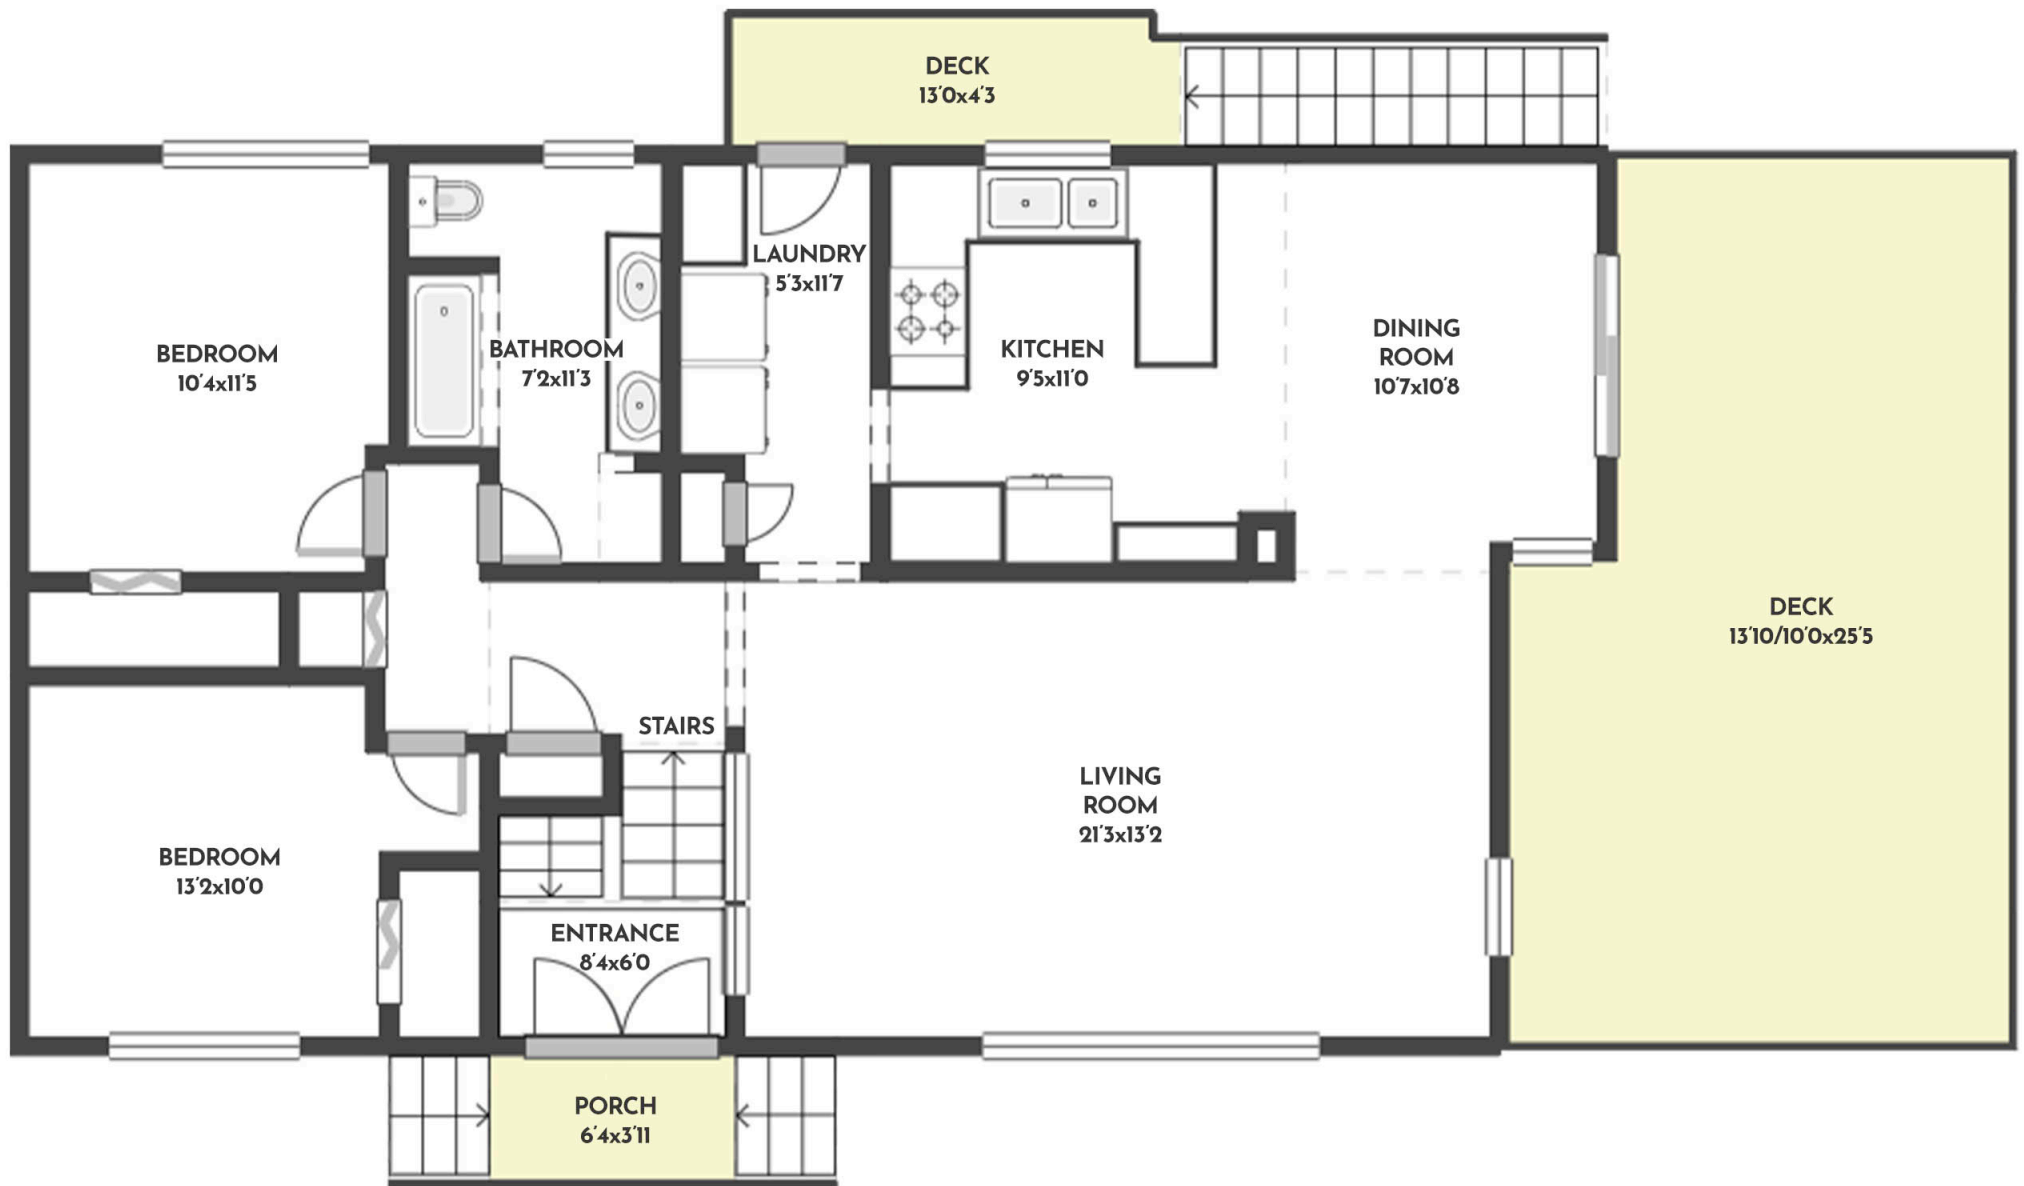 DECK
13'0x4'3
LAUNDRY
5'3x11'7
BEDROOM
10'4x11'5
BATHROOM
7'2x11'3
KITCHEN
9'5x11'0
DINING
ROOM
10'7x10'8
DECK
13'10/10'0x25'5
STAIRS
LIVING
ROOM
21'3x13'2
BEDROOM
13'2x10'0
ENTRANCE
8'4x6'0
PORCH
6'4x3'11